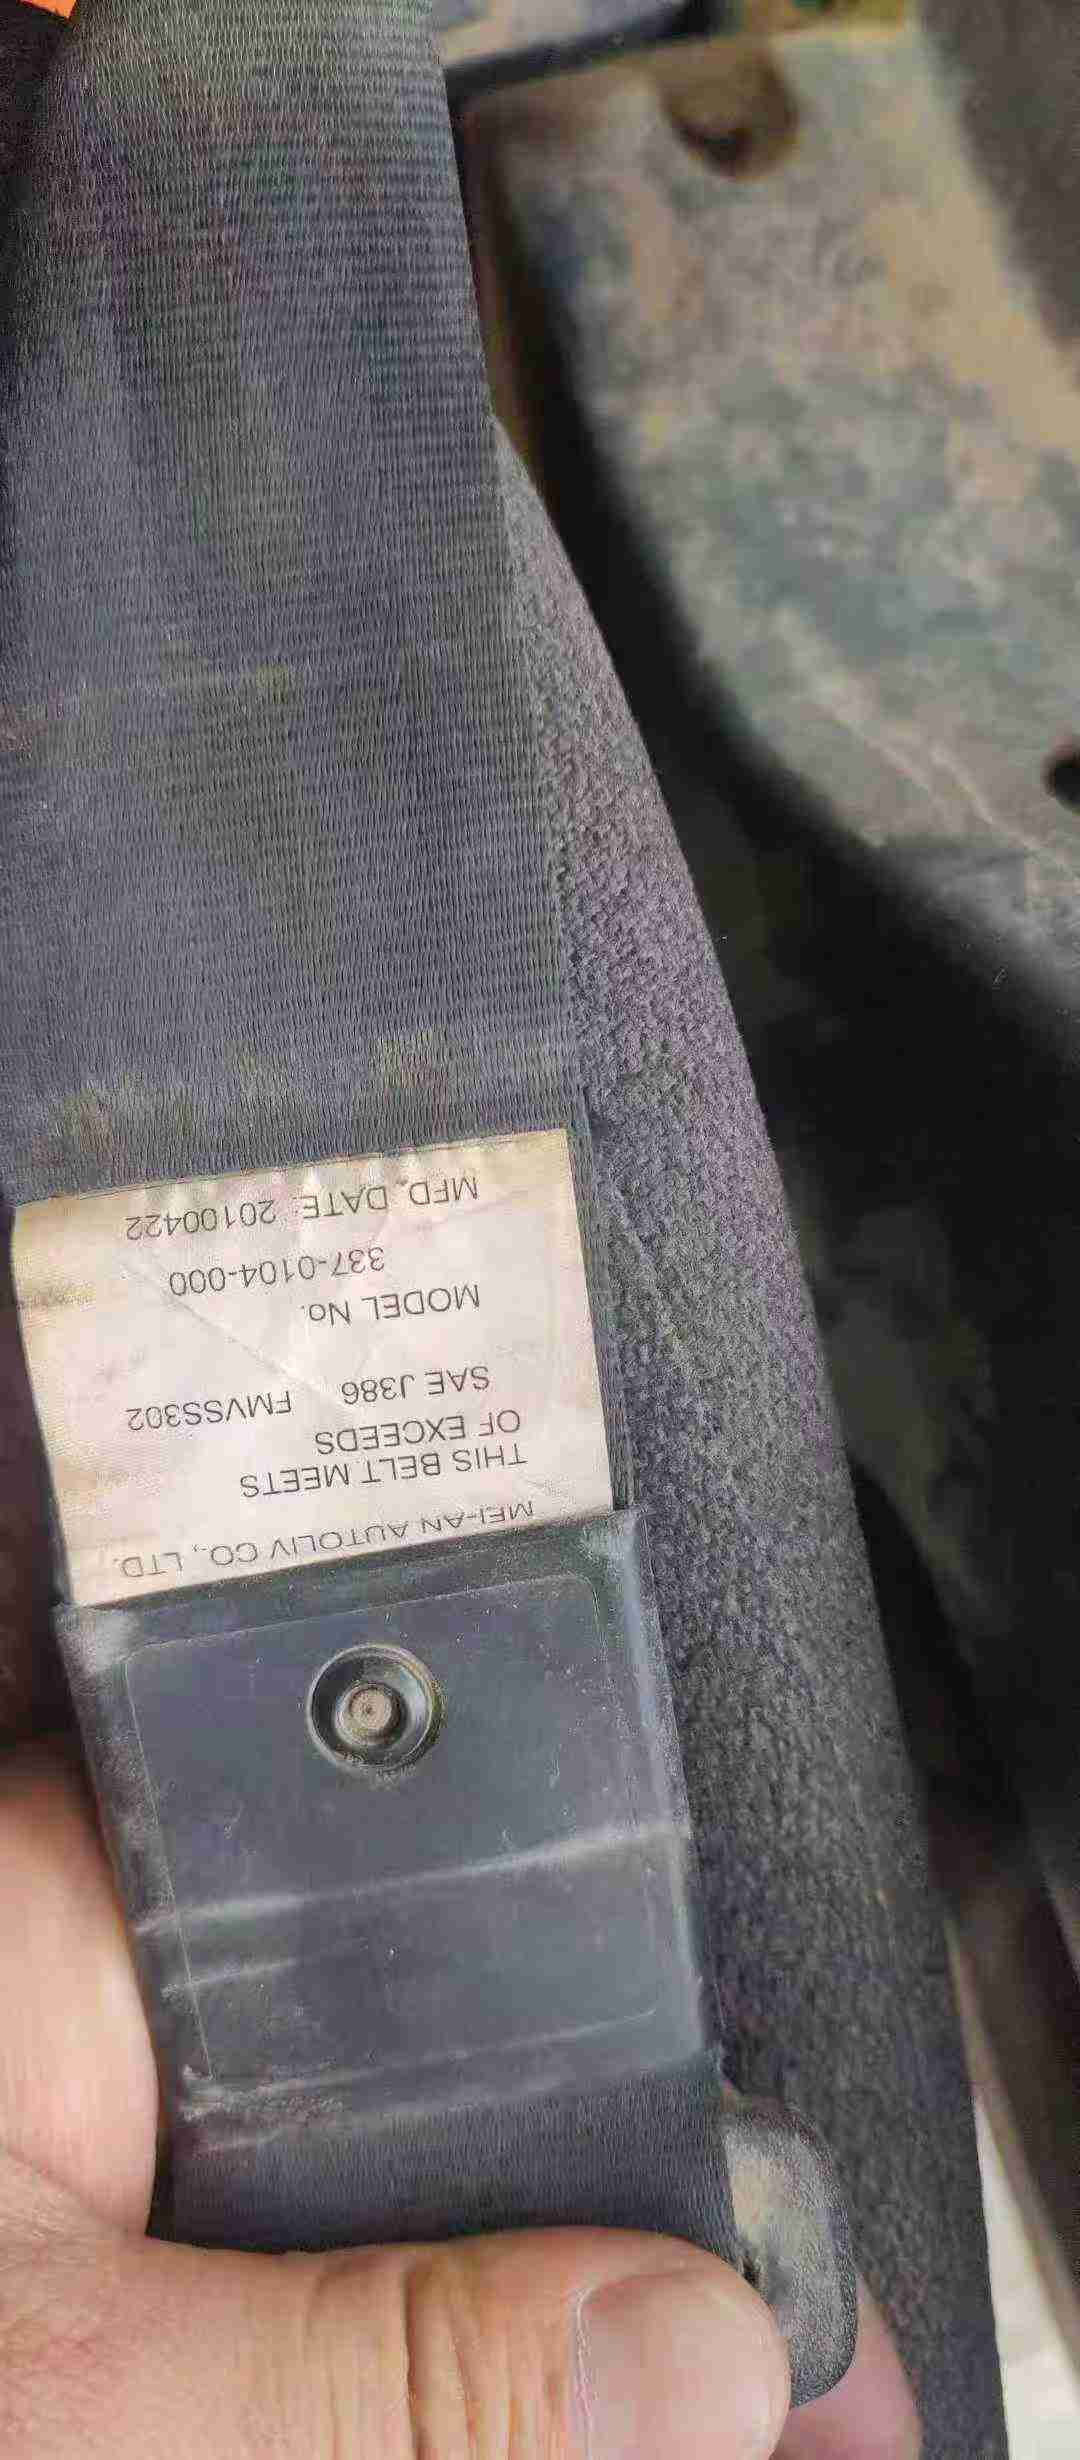 MEI-AN AUTOLIV CO., LTD.
THIS BELT MEETS
OF EXCEEDS
SAE J386 FMVSS302
MODEL No.
337-0104-000
MFD. DATE: 20100422